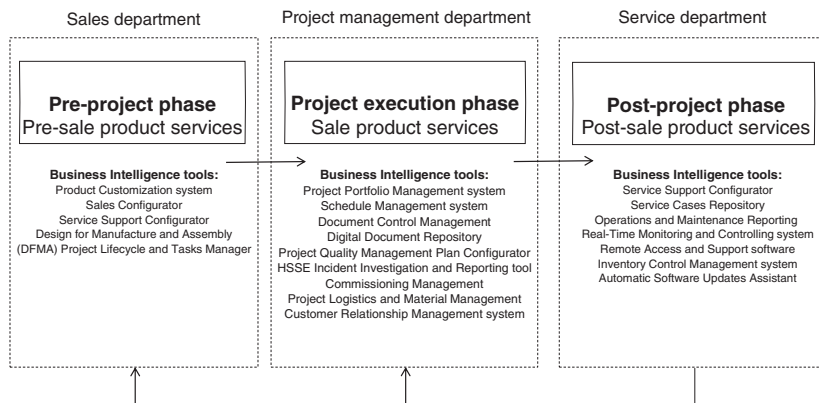 Sales department
Pre-project phase
Pre-sale product services
Business Intelligence tools:
Product Customization system
Sales Configurator
Service Support Configurator
Design for Manufacture and Assembly
(DFMA) Project Lifecycle and Tasks Manager
Project management department
Project execution phase
Sale product services
Business Intelligence tools:
Project Portfolio Management system
Schedule Management system
Document Control Management
Digital Document Repository
Project Quality Management Plan Configurator
HSSE Incident Investigation and Reporting tool
Commissioning Management
Project Logistics and Material Management
Customer Relationship Management system
Service department
Post-project phase
Post-sale product services
Business Intelligence tools:
Service Support Configurator
Service Cases Repository
Operations and Maintenance Reporting
Real-Time Monitoring and Controlling system
Remote Access and Support software
Inventory Control Management system
Automatic Software Updates Assistant